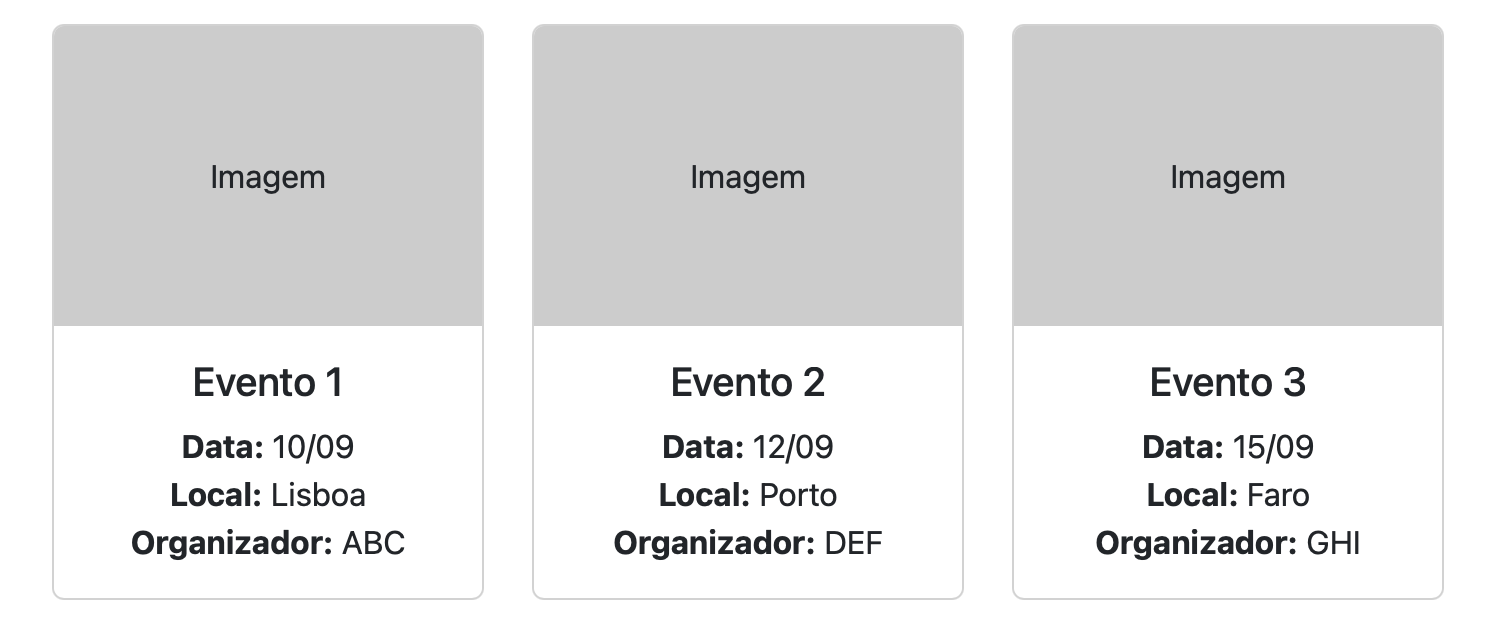 Imagem
Evento 1
Data: 10/09
Local: Lisboa
Organizador: ABC
Imagem
Evento 2
Data: 12/09
Local: Porto
Organizador: DEF
Imagem
Evento 3
Data: 15/09
Local: Faro
Organizador: GHI